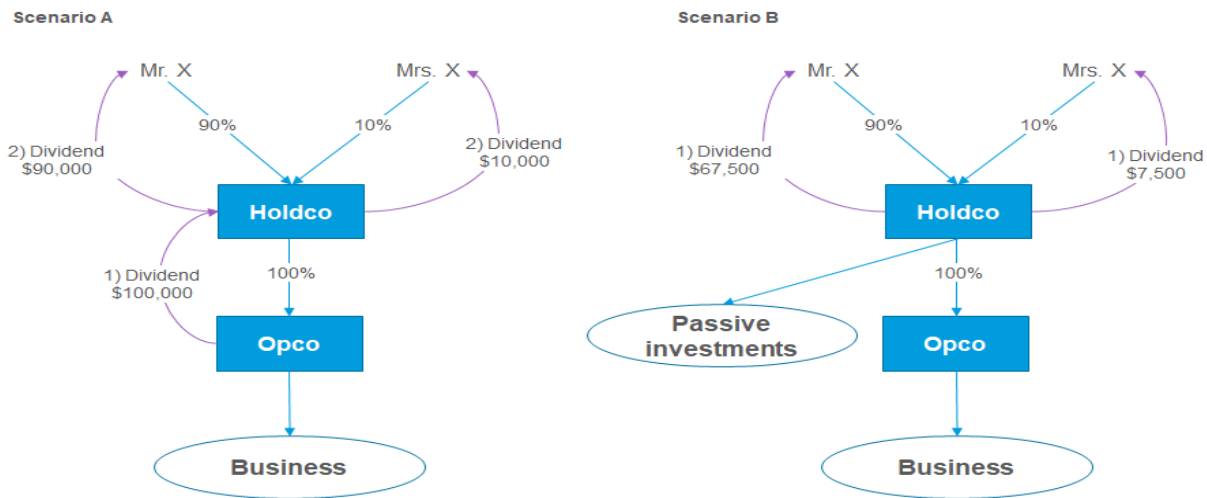 Scenario A
Mr. X
Mrs. X
90%
10%
2) Dividend
$90,000
2) Dividend
$10,000
Holdco
1) Dividend
$100,000
100%
Opco
Business
Scenario B
Mr. X
Mrs. X
90%
10%
1) Dividend
$67,500
1) Dividend
$7,500
Holdco
100%
Passive
investments
Opco
Business